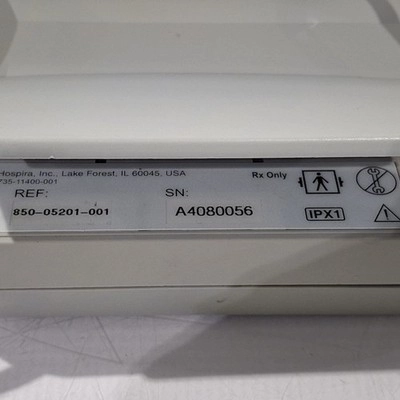 Hospira, Inc., Lake Forest, IL 60045, USA
735-11400-001
Rx Only
REF: SN:
850-05201-001 A4080056
IPX1